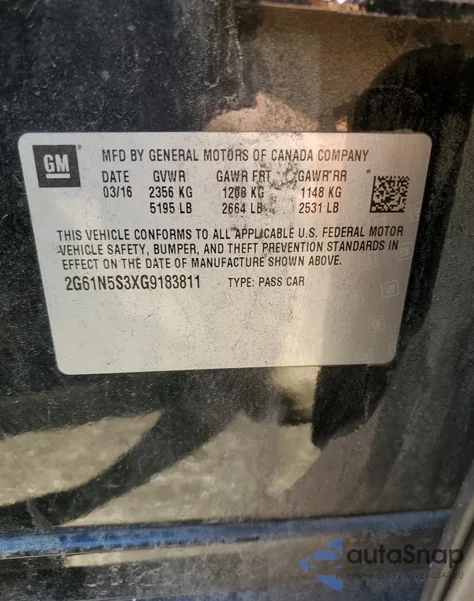 GM
MFD BY GENERAL MOTORS OF CANADA COMPANY
DATE GVWR GAWR FRT GAWR RR
03/16 2356 KG 1208 KG 1148 KG
5195 LB 2664 LB 2531 LB
THIS VEHICLE CONFORMS TO ALL APPLICABLE U.S. FEDERAL MOTOR
VEHICLE SAFETY, BUMPER, AND THEFT PREVENTION STANDARDS IN
EFFECT ON THE DATE OF MANUFACTURE SHOWN ABOVE.
2G61N5S3XG9183811 TYPE: PASS CAR
autaSnap